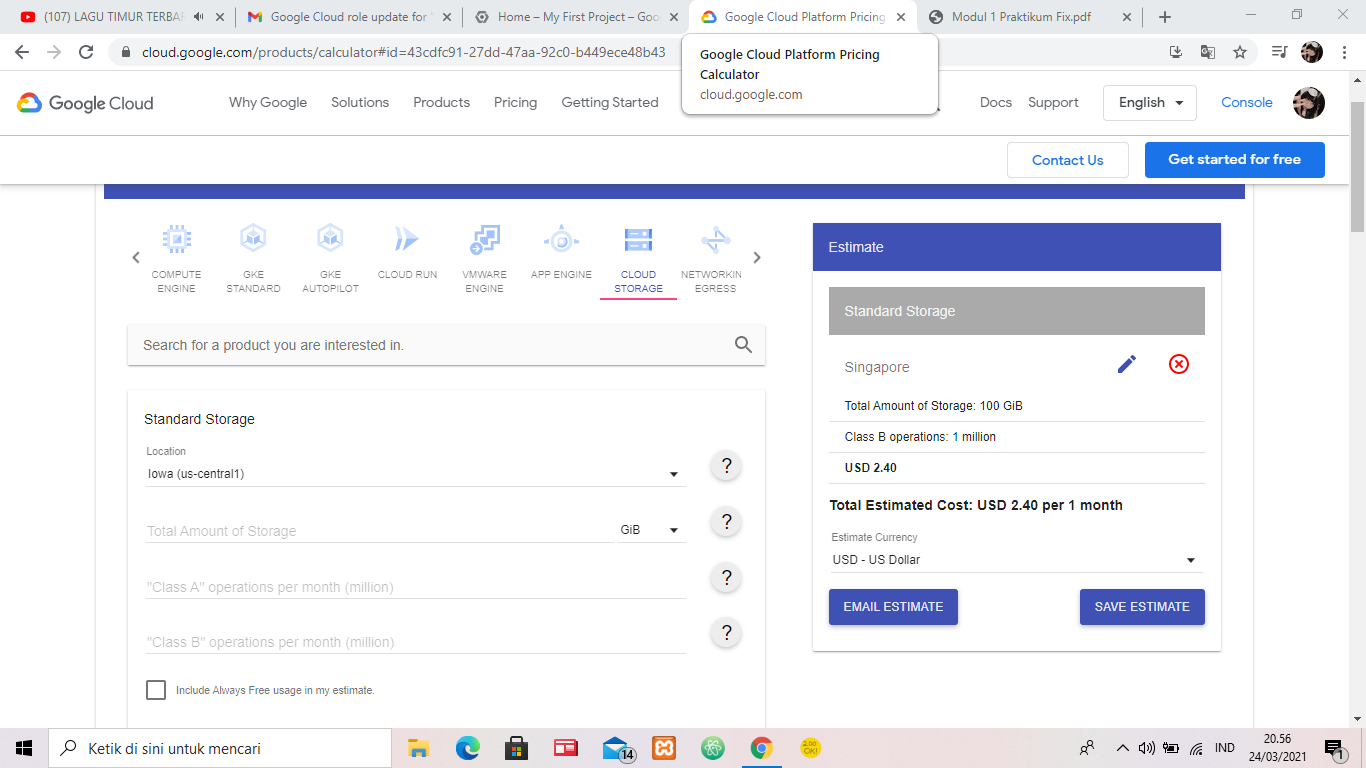 (107) LAGU TIMUR TERBAR
Google Cloud role update for "
Home – My First Project – Goo
Google Cloud Platform Pricing
Modul 1 Praktikum Fix.pdf
cloud.google.com/products/calculator#id=43cdfc91-27dd-47aa-92c0-b449ece48b43
Google Cloud Platform Pricing
Calculator
cloud.google.com
Google Cloud
Why Google
Solutions
Products
Pricing
Getting Started
Docs
Support
English
Console
Contact Us
Get started for free
COMPUTE
ENGINE
GKE
STANDARD
GKE
AUTOPILOT
CLOUD RUN
VMWARE
ENGINE
APP ENGINE
CLOUD
STORAGE
NETWORKIN
EGRESS
Search for a product you are interested in.
Standard Storage
Location
Iowa (us-central1)
?
Total Amount of Storage
GiB
?
"Class A" operations per month (million)
?
"Class B" operations per month (million)
?
Include Always Free usage in my estimate.
Estimate
Standard Storage
Singapore
Total Amount of Storage: 100 GiB
Class B operations: 1 million
USD 2.40
Total Estimated Cost: USD 2.40 per 1 month
Estimate Currency
USD - US Dollar
EMAIL ESTIMATE
SAVE ESTIMATE
Ketik di sini untuk mencari
14
IND
20.56
24/03/2021
1